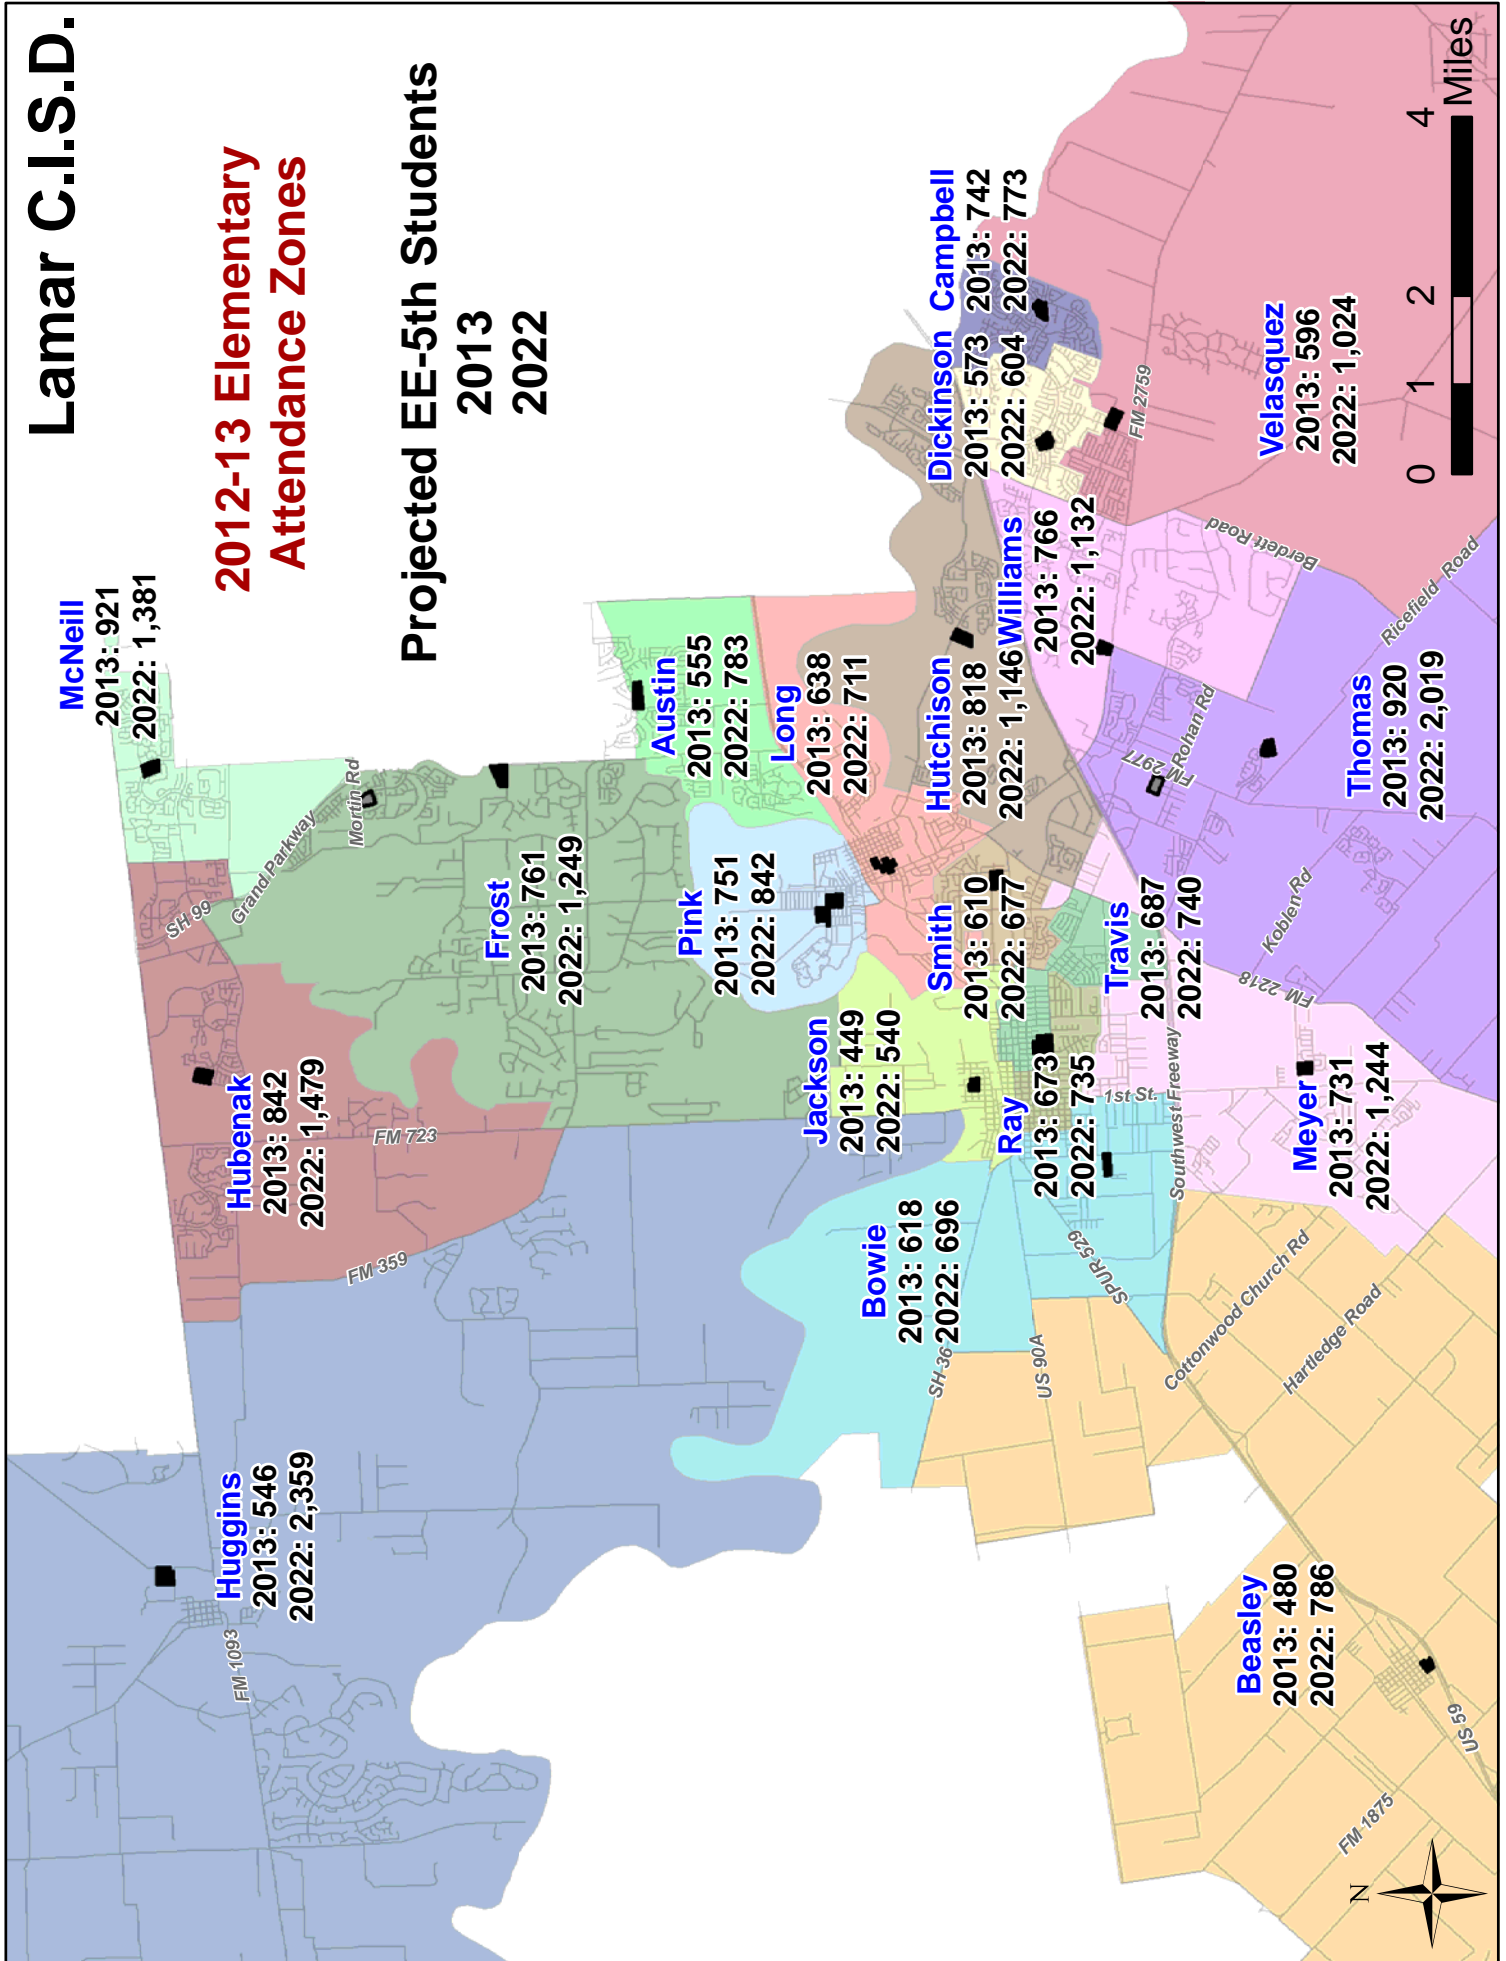 Lamar C.I.S.D.
2012-13 Elementary
Attendance Zones
Projected EE-5th Students
2013
2022
McNeill
2013: 921
2022: 1,381
Hubenak
2013: 842
2022: 1,479
Huggins
2013: 546
2022: 2,359
Frost
2013: 761
2022: 1,249
Austin
2013: 555
2022: 783
Pink
2013: 751
2022: 842
Long
2013: 638
2022: 711
Jackson
2013: 449
2022: 540
Bowie
2013: 618
2022: 696
Hutchison
2013: 818
2022: 1,146
Smith
2013: 610
2022: 677
Ray
2013: 673
2022: 735
Travis
2013: 687
2022: 740
Williams
2013: 766
2022: 1,132
Dickinson
2013: 573
2022: 604
Campbell
2013: 742
2022: 773
Velasquez
2013: 596
2022: 1,024
Thomas
2013: 920
2022: 2,019
Meyer
2013: 731
2022: 1,244
Beasley
2013: 480
2022: 786
SH 99
Grand Parkway
Mortin Rd
FM 723
FM 359
FM 1093
SH 36
US 90A
SPUR 529
1st St.
Southwest Freeway
Cottonwood Church Rd
Hartledge Road
FM 2218
Koblen Rd
FM 2977
Rohan Rd
Berdett Road
Ricefield Road
FM 2759
US 59
FM 1875
N
0 1 2 4
Miles